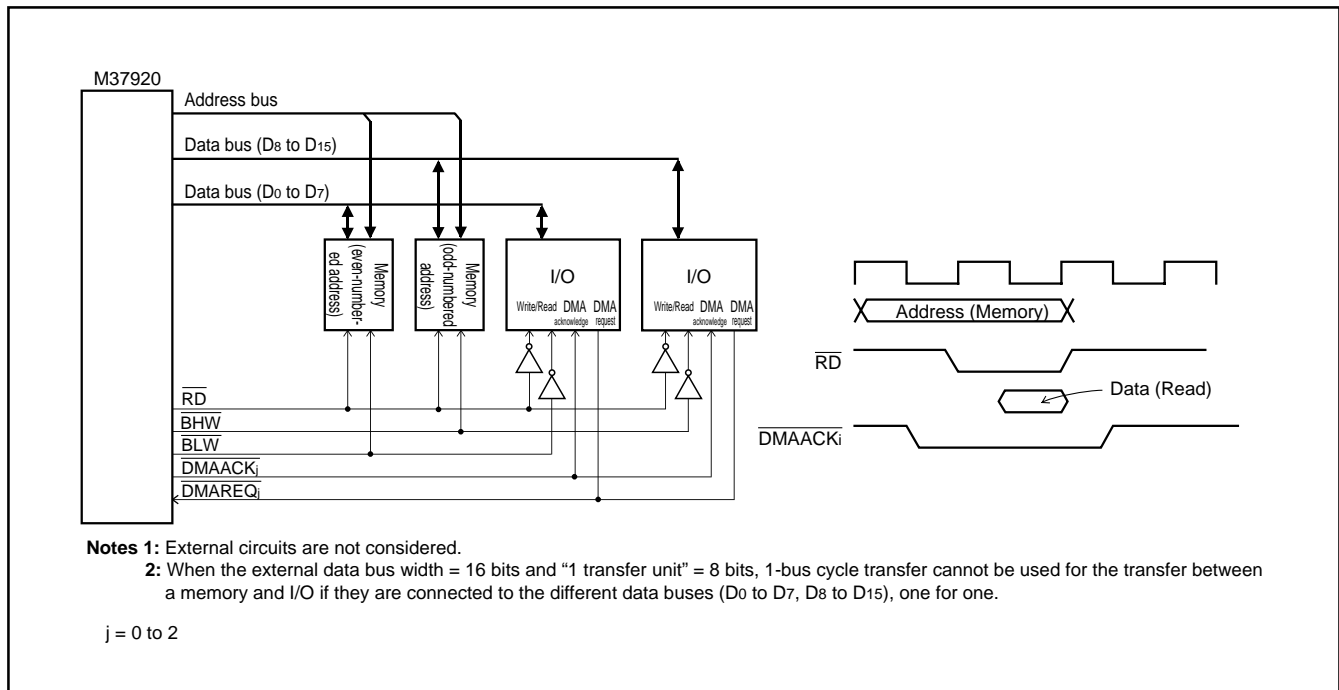 M37920
Address bus
Data bus (D8 to D15)
Data bus (D0 to D7)
Memory
(even-number-
ed address)
Memory
(odd-numbered
address)
I/O
Write/Read DMA DMA
acknowledge request
I/O
Write/Read DMA DMA
acknowledge request
RD
BHW
BLW
DMAACKj
DMAREQj
Address (Memory)
RD
Data (Read)
DMAACKi
Notes 1: External circuits are not considered.
2: When the external data bus width = 16 bits and “1 transfer unit” = 8 bits, 1-bus cycle transfer cannot be used for the transfer between
a memory and I/O if they are connected to the different data buses (D0 to D7, D8 to D15), one for one.
j = 0 to 2